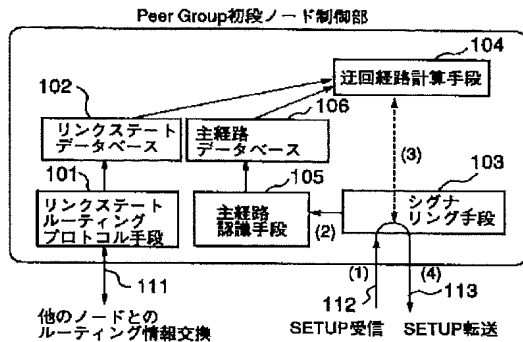 Peer Group初段ノード制御部
104
102
迂回経路計算手段
106
リンクステート
データベース
主経路
データベース
(3)
103
101
105
リンクステート
ルーティング
プロトコル手段
主経路
認識手段
(2)
シグナ
リング手段
(1)
(4)
111
112
113
他のノードとの
ルーティング情報交換
SETUP受信
SETUP転送